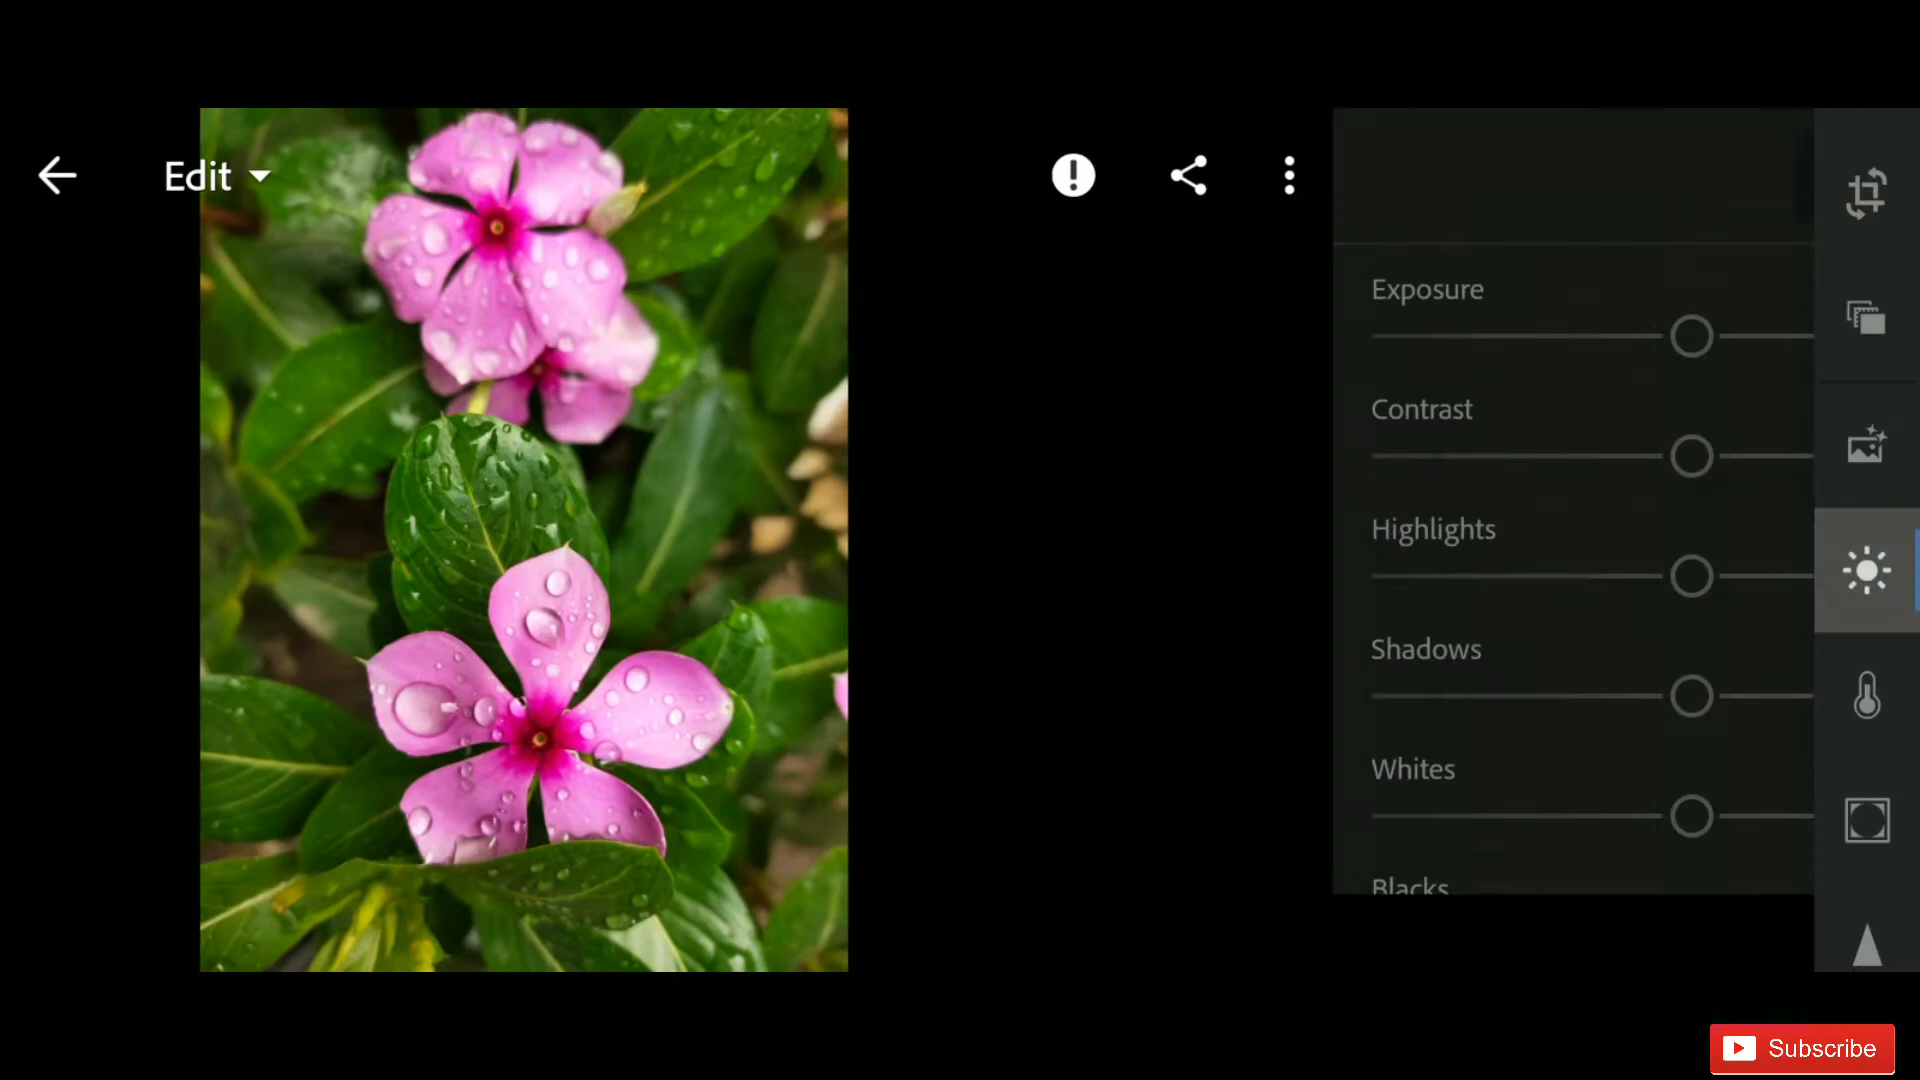 Edit
Exposure
Contrast
Highlights
Shadows
Whites
Blacks
Subscribe